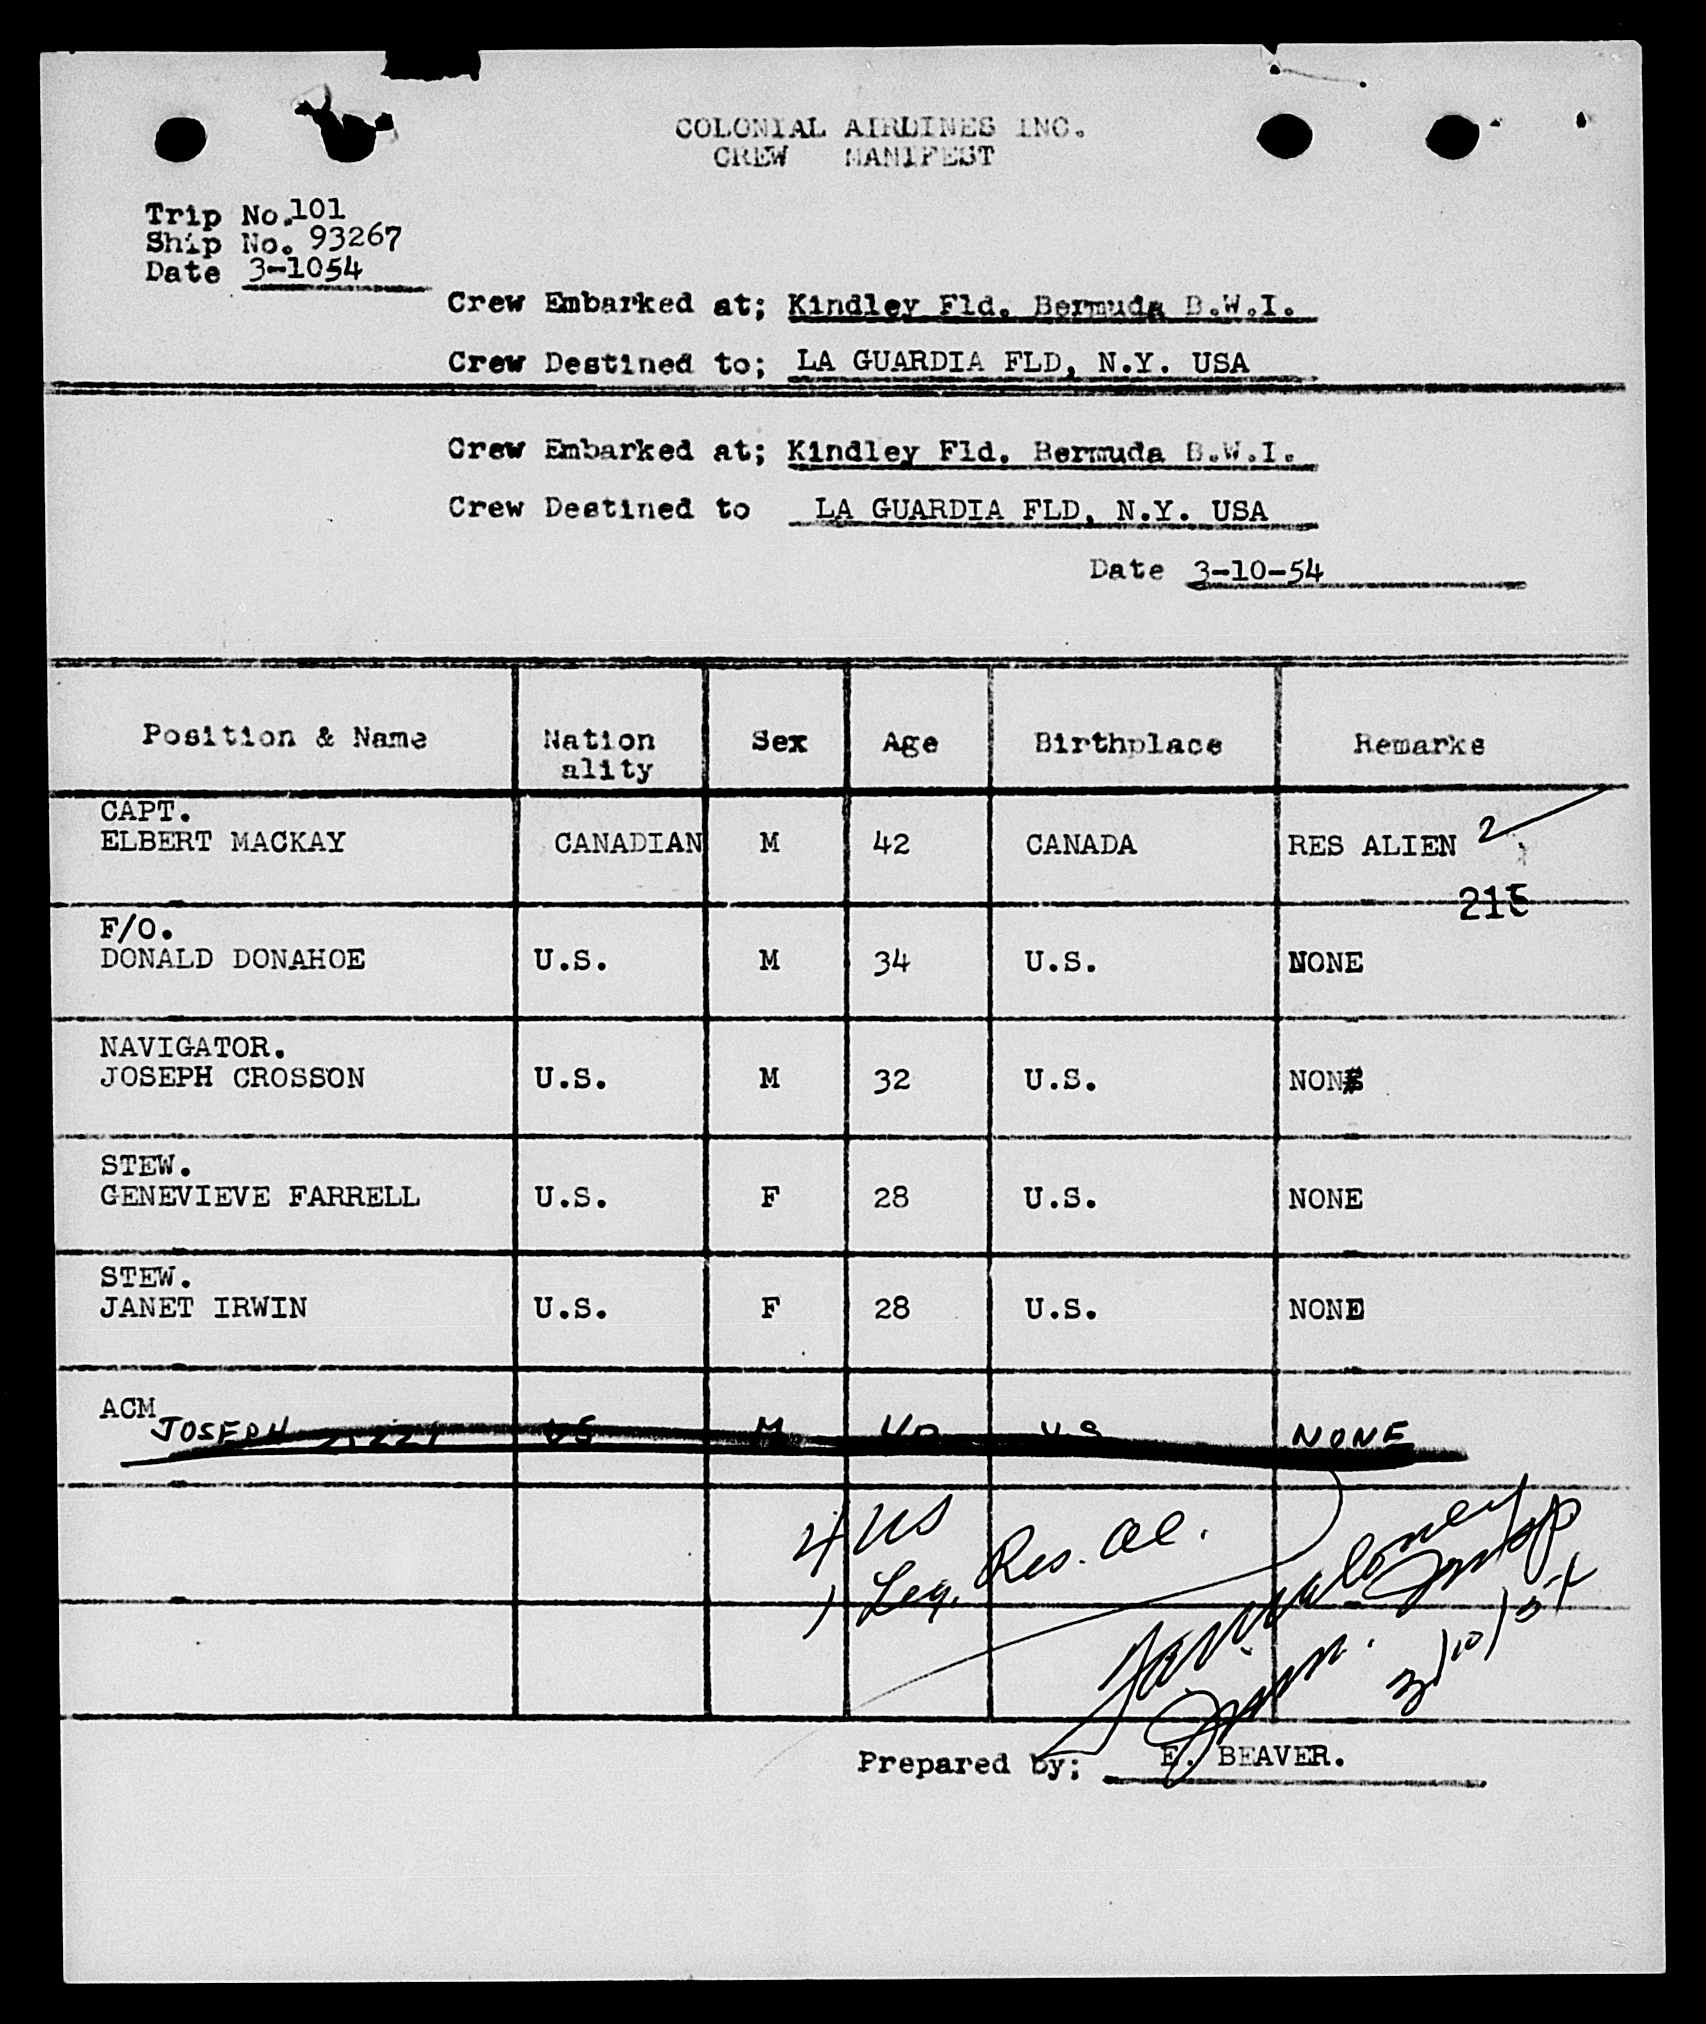 COLONIAL AIRLINES INC.
CREW MANIFEST
Trip No. 101
Ship No. 93267
Date 3-1054
Crew Embarked at; Kindley Fld. Bermuda B.W.I.
Crew Destined to; LA GUARDIA FLD, N.Y. USA
Crew Embarked at; Kindley Fld. Bermuda B.W.I.
Crew Destined to LA GUARDIA FLD, N.Y. USA
Date 3-10-54
Position & Name Nation Sex Age Birthplace Remarks
ality
CAPT.
ELBERT MACKAY CANADIAN M 42 CANADA RES ALIEN 2
215
F/O.
DONALD DONAHOE U.S. M 34 U.S. NONE
NAVIGATOR.
JOSEPH CROSSON U.S. M 32 U.S. NONE
STEW.
GENEVIEVE FARRELL U.S. F 28 U.S. NONE
STEW.
JANET IRWIN U.S. F 28 U.S. NONE
ACM
JOSEPH US M US NONE
4 US
1 Leg. Res. al.
3/10/54
Prepared by; E. BEAVER.